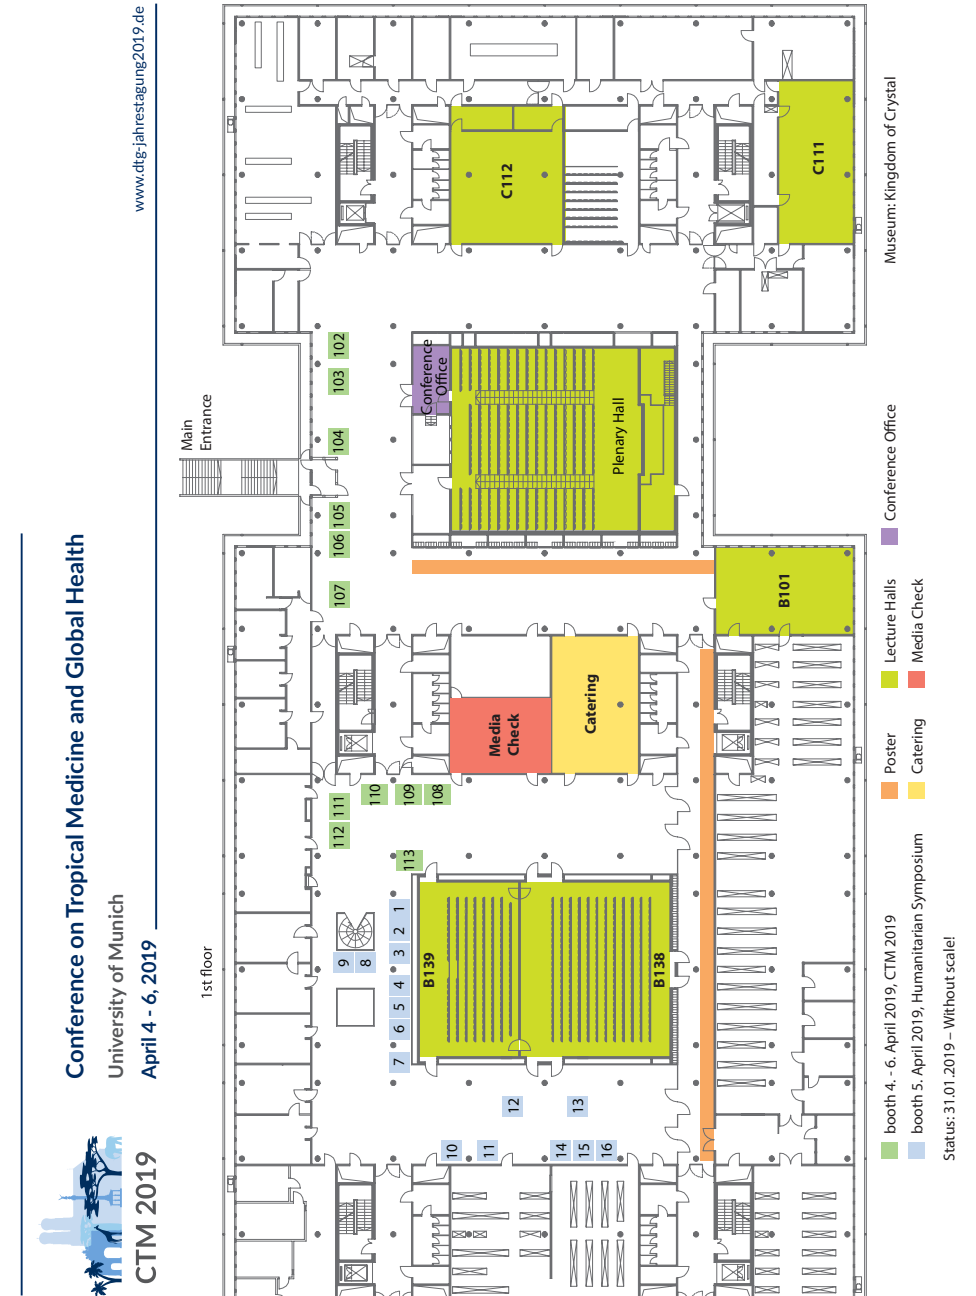 Conference on Tropical Medicine and Global Health
University of Munich
April 4 - 6, 2019
www.dtg-jahrestagung2019.de
CTM 2019
1st floor
Main
Entrance
9
8
112
111
107
106
105
104
103
102
110
109
108
113
7
6
5
4
3
2
1
Conference
Office
B139
B138
Media
Check
Catering
Plenary Hall
C112
10
11
12
13
14
15
16
B101
C111
booth 4. - 6. April 2019, CTM 2019
Poster
Lecture Halls
Conference Office
Museum: Kingdom of Crystal
booth 5. April 2019, Humanitarian Symposium
Catering
Media Check
Status: 31.01.2019 – Without scale!